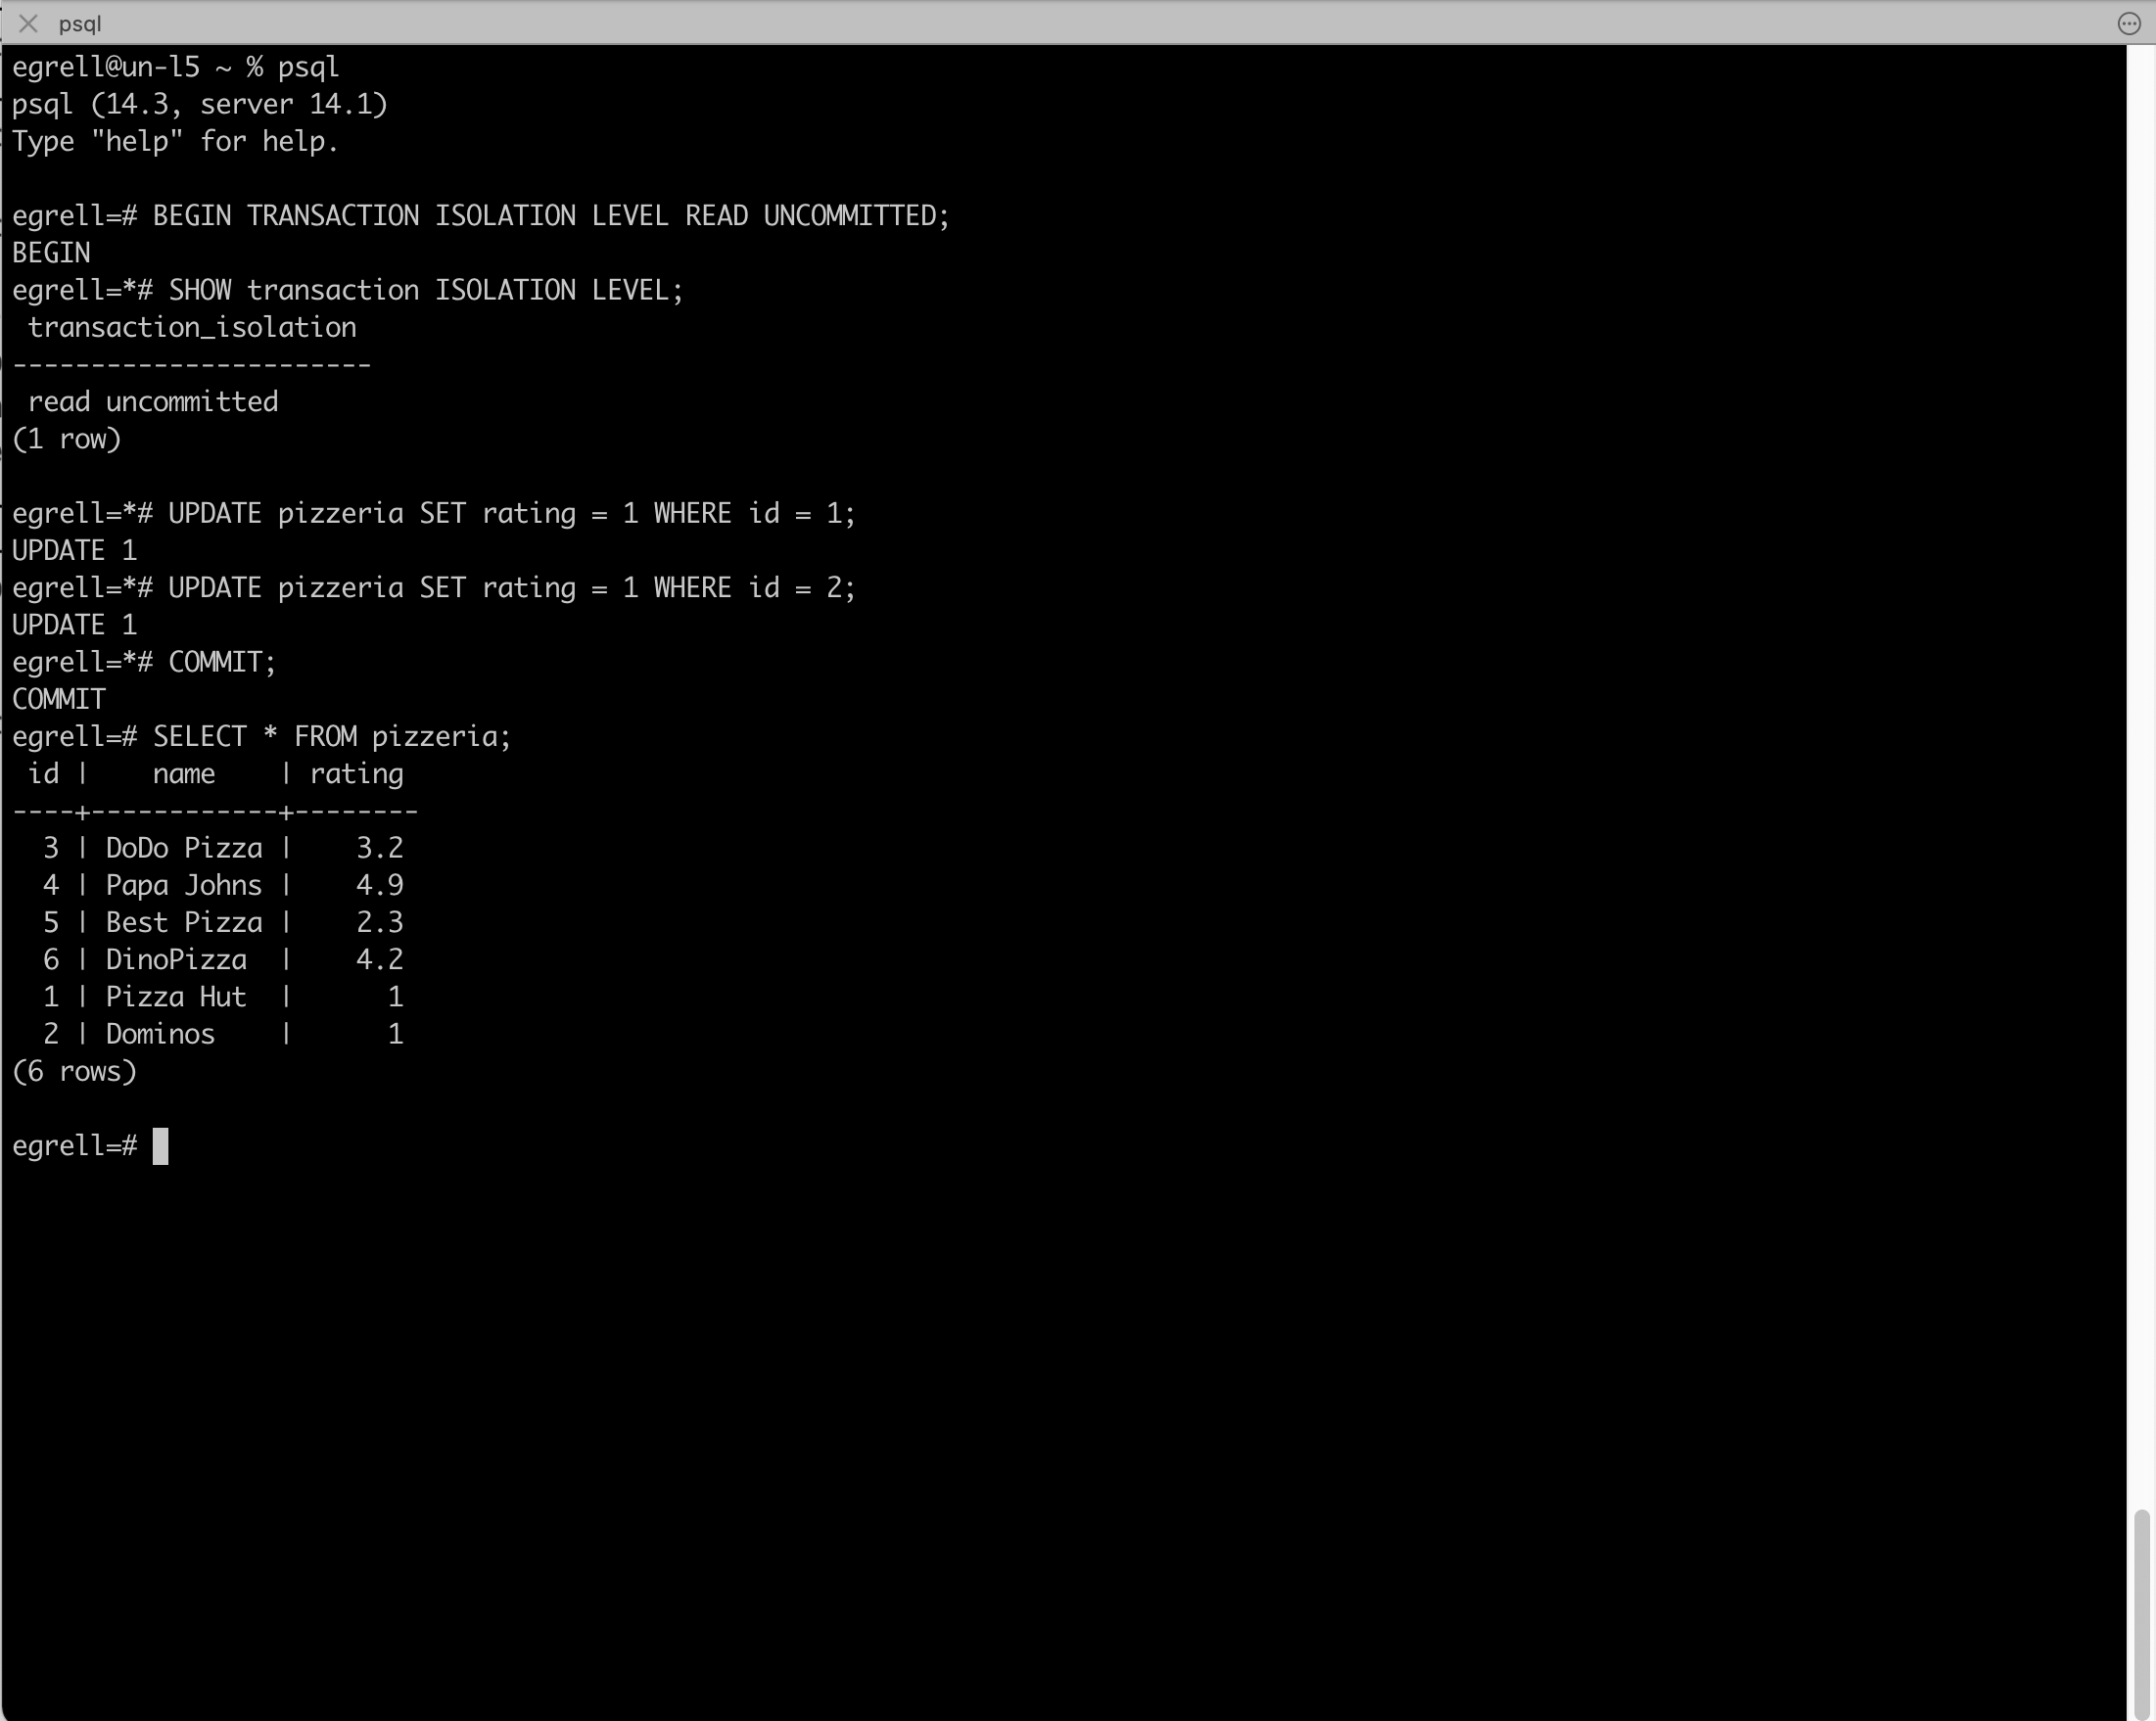 psql
egrell@un-l5 ~ % psql
psql (14.3, server 14.1)
Type "help" for help.
egrell=# BEGIN TRANSACTION ISOLATION LEVEL READ UNCOMMITTED;
BEGIN
egrell=*# SHOW transaction ISOLATION LEVEL;
 transaction_isolation
-----------------------
 read uncommitted
(1 row)
egrell=*# UPDATE pizzeria SET rating = 1 WHERE id = 1;
UPDATE 1
egrell=*# UPDATE pizzeria SET rating = 1 WHERE id = 2;
UPDATE 1
egrell=*# COMMIT;
COMMIT
egrell=# SELECT * FROM pizzeria;
 id |    name    | rating
----+------------+--------
  3 | DoDo Pizza |    3.2
  4 | Papa Johns |    4.9
  5 | Best Pizza |    2.3
  6 | DinoPizza  |    4.2
  1 | Pizza Hut  |      1
  2 | Dominos    |      1
(6 rows)
egrell=#